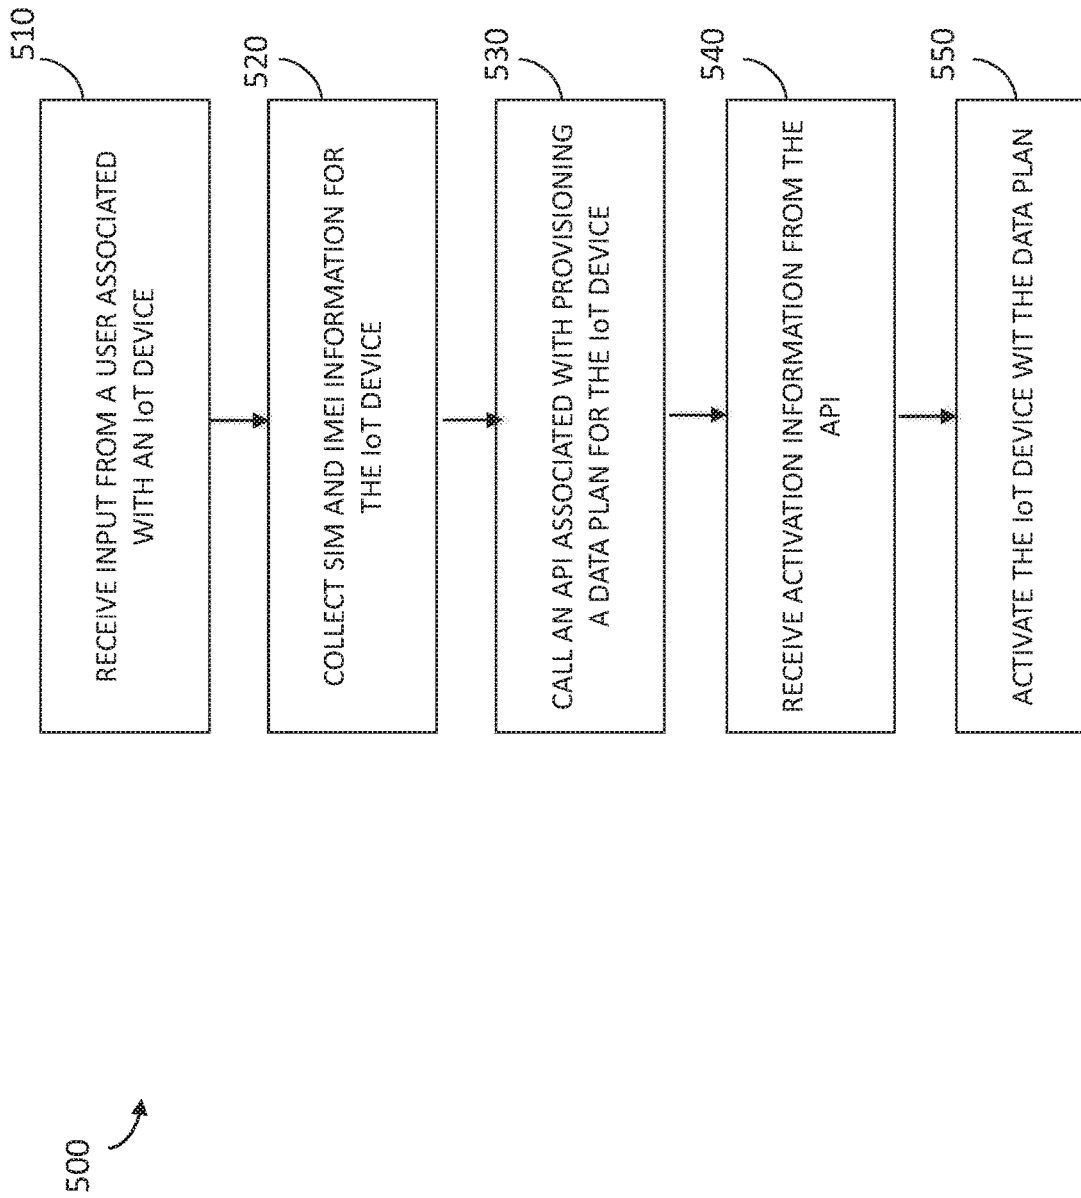 500
510
RECEIVE INPUT FROM A USER ASSOCIATED
WITH AN IoT DEVICE
520
COLLECT SIM AND IMEI INFORMATION FOR
THE IoT DEVICE
530
CALL AN API ASSOCIATED WITH PROVISIONING
A DATA PLAN FOR THE IoT DEVICE
540
RECEIVE ACTIVATION INFORMATION FROM THE
API
550
ACTIVATE THE IoT DEVICE WIT THE DATA PLAN